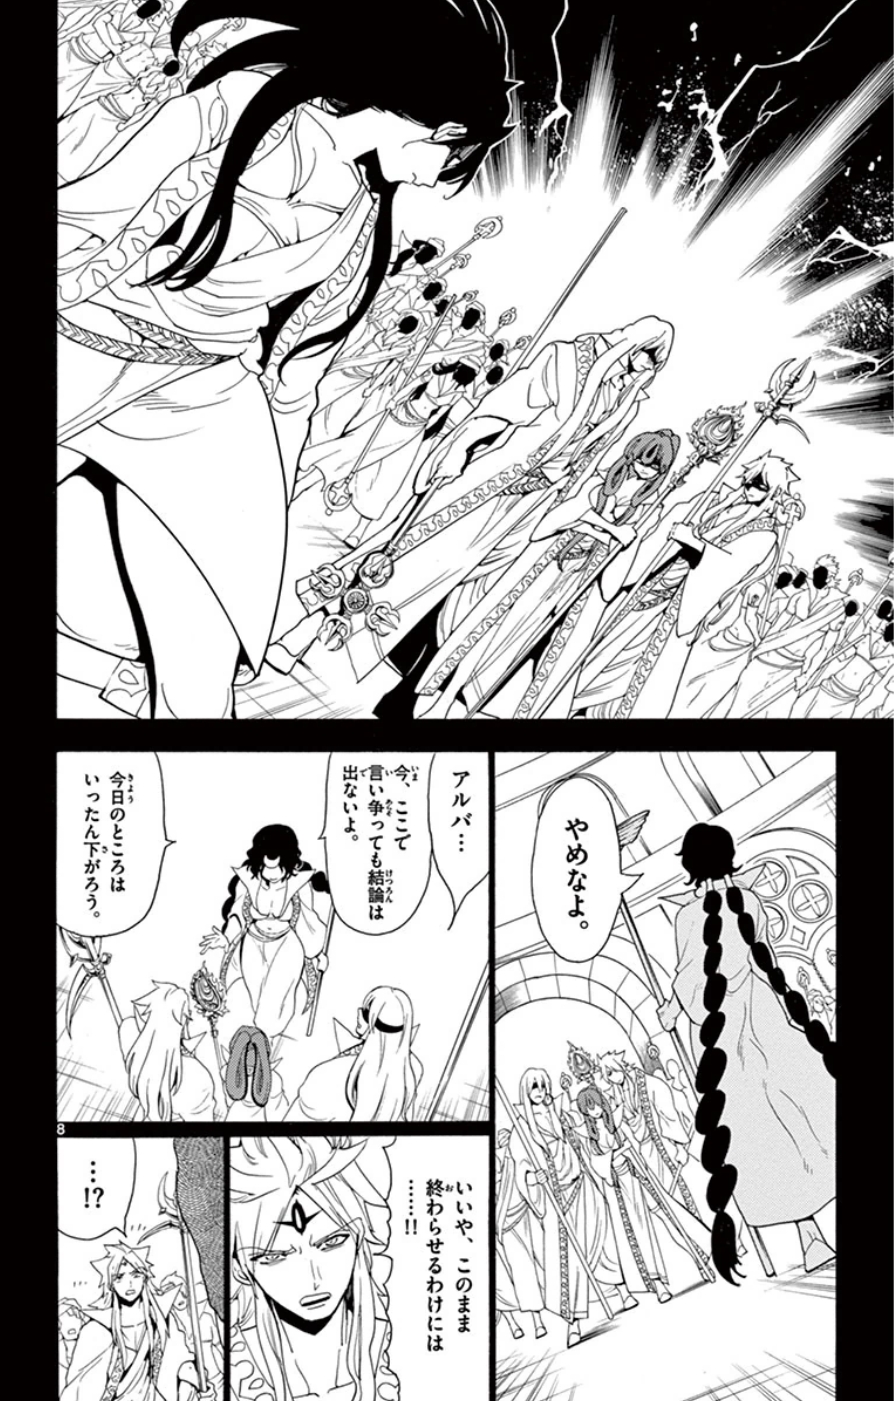 やめなよ。
アルバ…
今、ここで
言い争っても結論は
出ないよ。
今日のところは
いったん下がろう。
いいや、このまま
終わらせるわけには
……!!
…!?
8